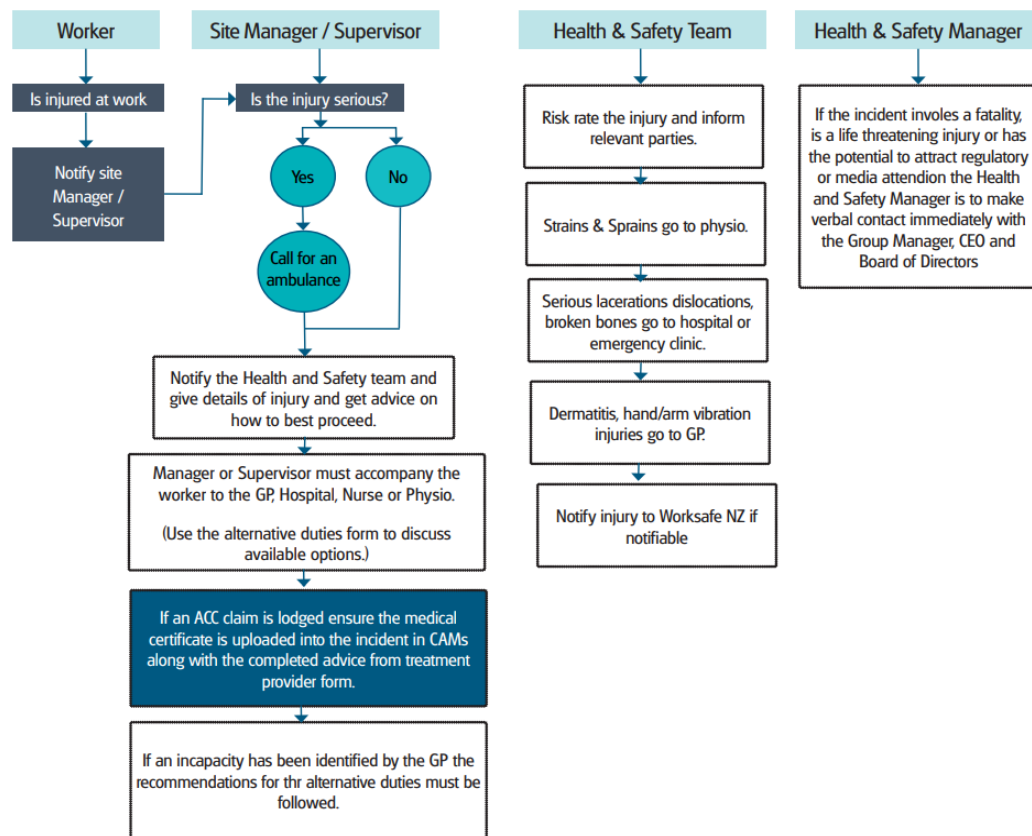 Worker
Is injured at work
Notify site
Manager /
Supervisor
Site Manager / Supervisor
Is the injury serious?
Yes
No
Call for an
ambulance
Notify the Health and Safety team and
give details of injury and get advice on
how to best proceed.
Manager or Supervisor must accompany the
worker to the GP, Hospital, Nurse or Physio.
(Use the alternative duties form to discuss
available options.)
If an ACC claim is lodged ensure the medical
certificate is uploaded into the incident in CAMs
along with the completed advice from treatment
provider form.
If an incapacity has been identified by the GP the
recommendations for thr alternative duties must be
followed.
Health & Safety Team
Risk rate the injury and inform
relevant parties.
Strains & Sprains go to physio.
Serious lacerations dislocations,
broken bones go to hospital or
emergency clinic.
Dermatitis, hand/arm vibration
injuries go to GP.
Notify injury to Worksafe NZ if
notifiable
Health & Safety Manager
If the incident involes a fatality,
is a life threatening injury or has
the potential to attract regulatory
or media attendion the Health
and Safety Manager is to make
verbal contact immediately with
the Group Manager, CEO and
Board of Directors